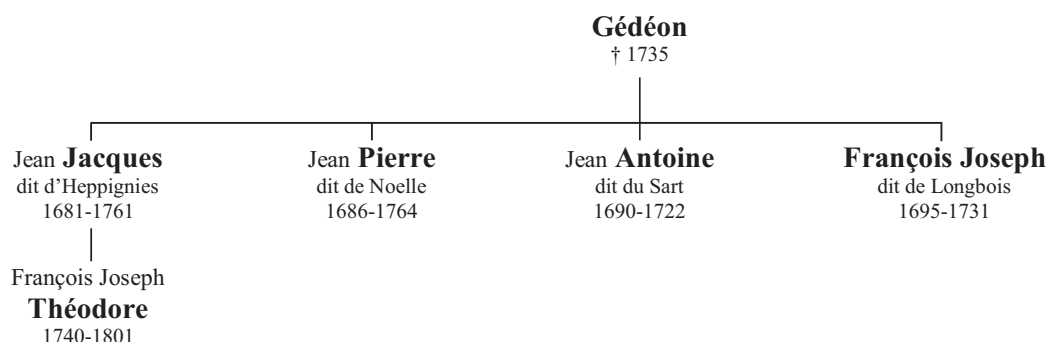 Gédéon
† 1735
Jean Jacques
dit d'Heppignies
1681-1761
Jean Pierre
dit de Noelle
1686-1764
Jean Antoine
dit du Sart
1690-1722
François Joseph
dit de Longbois
1695-1731
François Joseph
Théodore
1740-1801